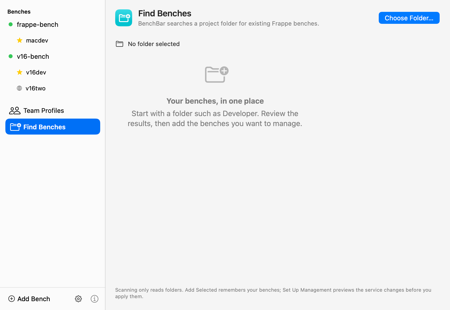 Benches
frappe-bench
macdev
v16-bench
v16dev
v16two
Team Profiles
Find Benches
Add Bench
Find Benches
BenchBar searches a project folder for existing Frappe benches.
Choose Folder...
No folder selected
Your benches, in one place
Start with a folder such as Developer. Review the
results, then add the benches you want to manage.
Scanning only reads folders. Add Selected remembers your benches; Set Up Management previews the service changes before you
apply them.